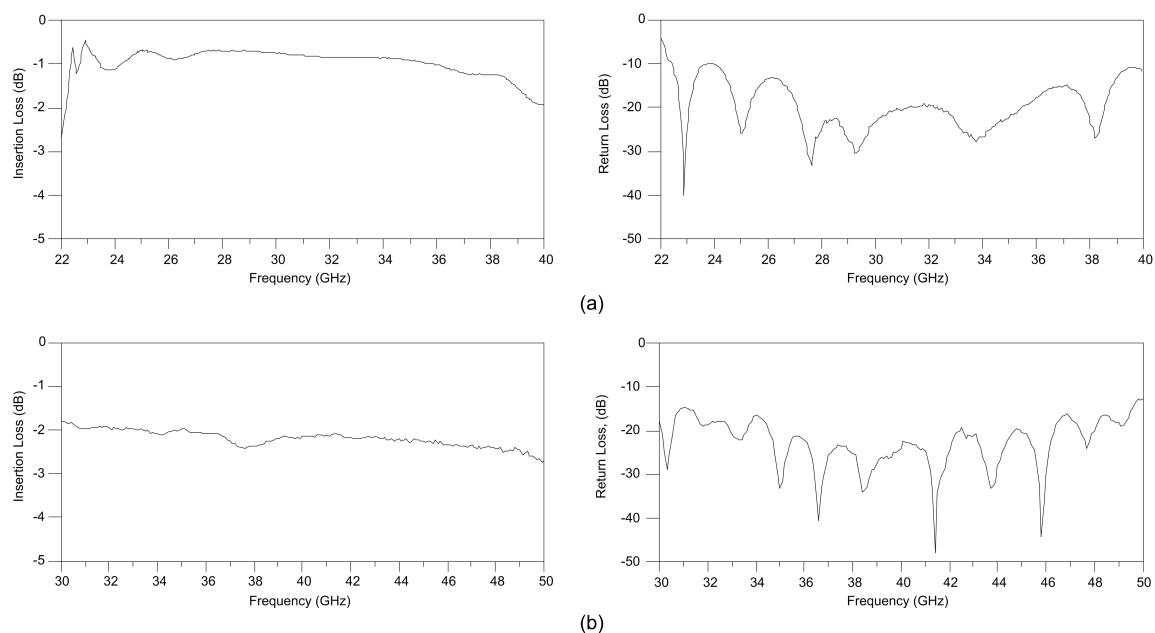 0
-1
-2
-3
-4
-5
Insertion Loss (dB)
22 24 26 28 30 32 34 36 38 40
Frequency (GHz)
0
-10
-20
-30
-40
-50
Return Loss (dB)
22 24 26 28 30 32 34 36 38 40
Frequency (GHz)
(a)
0
-1
-2
-3
-4
-5
Insertion Loss (dB)
30 32 34 36 38 40 42 44 46 48 50
Frequency (GHz)
0
-10
-20
-30
-40
-50
Return Loss, (dB)
30 32 34 36 38 40 42 44 46 48 50
Frequency (GHz)
(b)